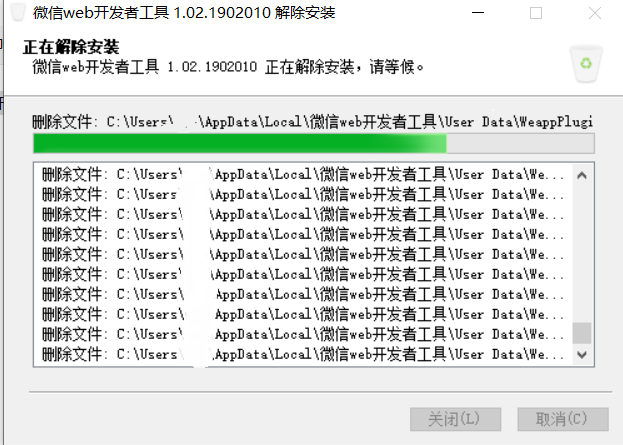 微信web开发者工具 1.02.1902010 解除安装
正在解除安装
微信web开发者工具 1.02.1902010 正在解除安装，请等候。
删除文件: C:\Users\ \AppData\Local\微信web开发者工具\User Data\WeappPlugi
删除文件: C:\Users\ \AppData\Local\微信web开发者工具\User Data\We...
删除文件: C:\Users\ \AppData\Local\微信web开发者工具\User Data\We...
删除文件: C:\Users\ \AppData\Local\微信web开发者工具\User Data\We...
删除文件: C:\Users\ \AppData\Local\微信web开发者工具\User Data\We...
删除文件: C:\Users\ \AppData\Local\微信web开发者工具\User Data\We...
删除文件: C:\Users\ \AppData\Local\微信web开发者工具\User Data\We...
删除文件: C:\Users\ AppData\Local\微信web开发者工具\User Data\We...
删除文件: C:\Users\ AppData\Local\微信web开发者工具\User Data\We...
删除文件: C:\Users\ AppData\Local\微信web开发者工具\User Data\We...
删除文件: C:\Users\ \AppData\Local\微信web开发者工具\User Data\We...
关闭(L) 取消(C)